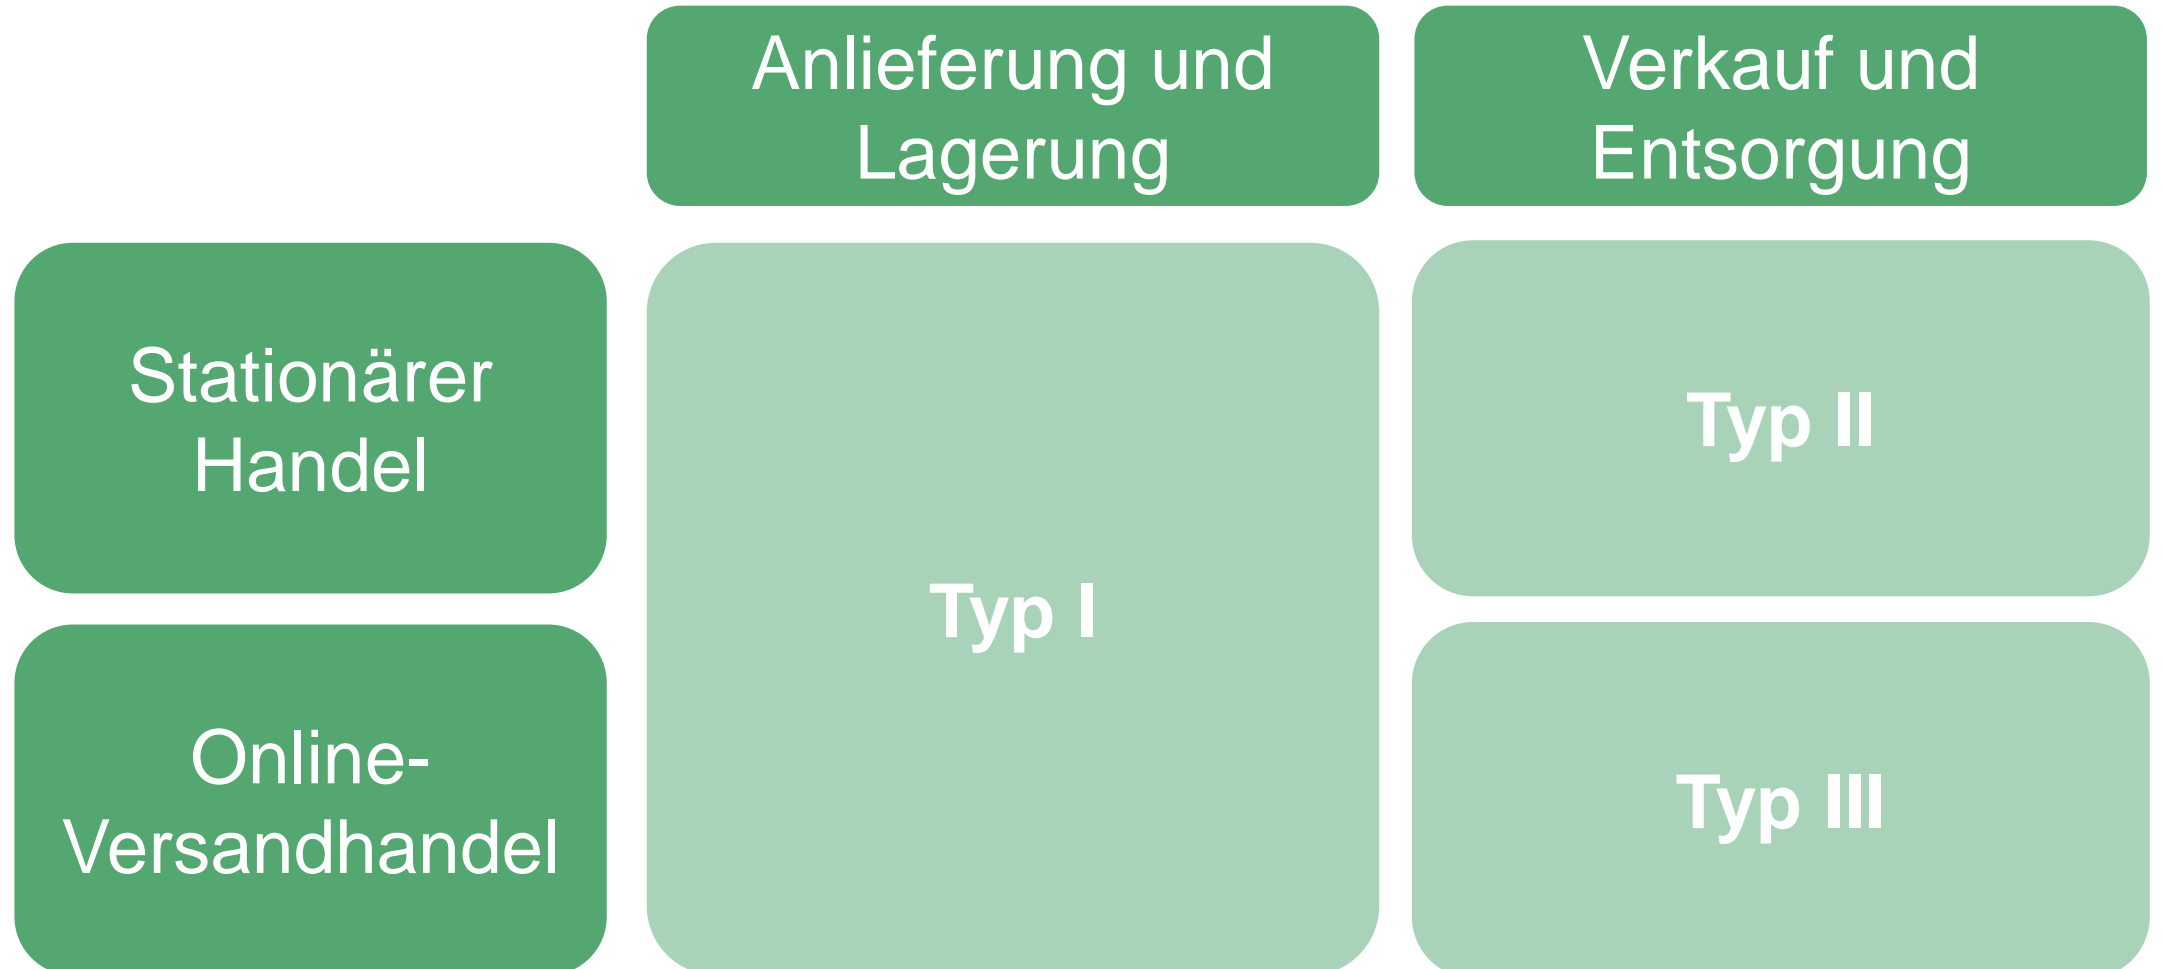 Anlieferung und
Lagerung
Verkauf und
Entsorgung
Stationärer
Handel
Typ I
Typ II
Online-
Versandhandel
Typ III